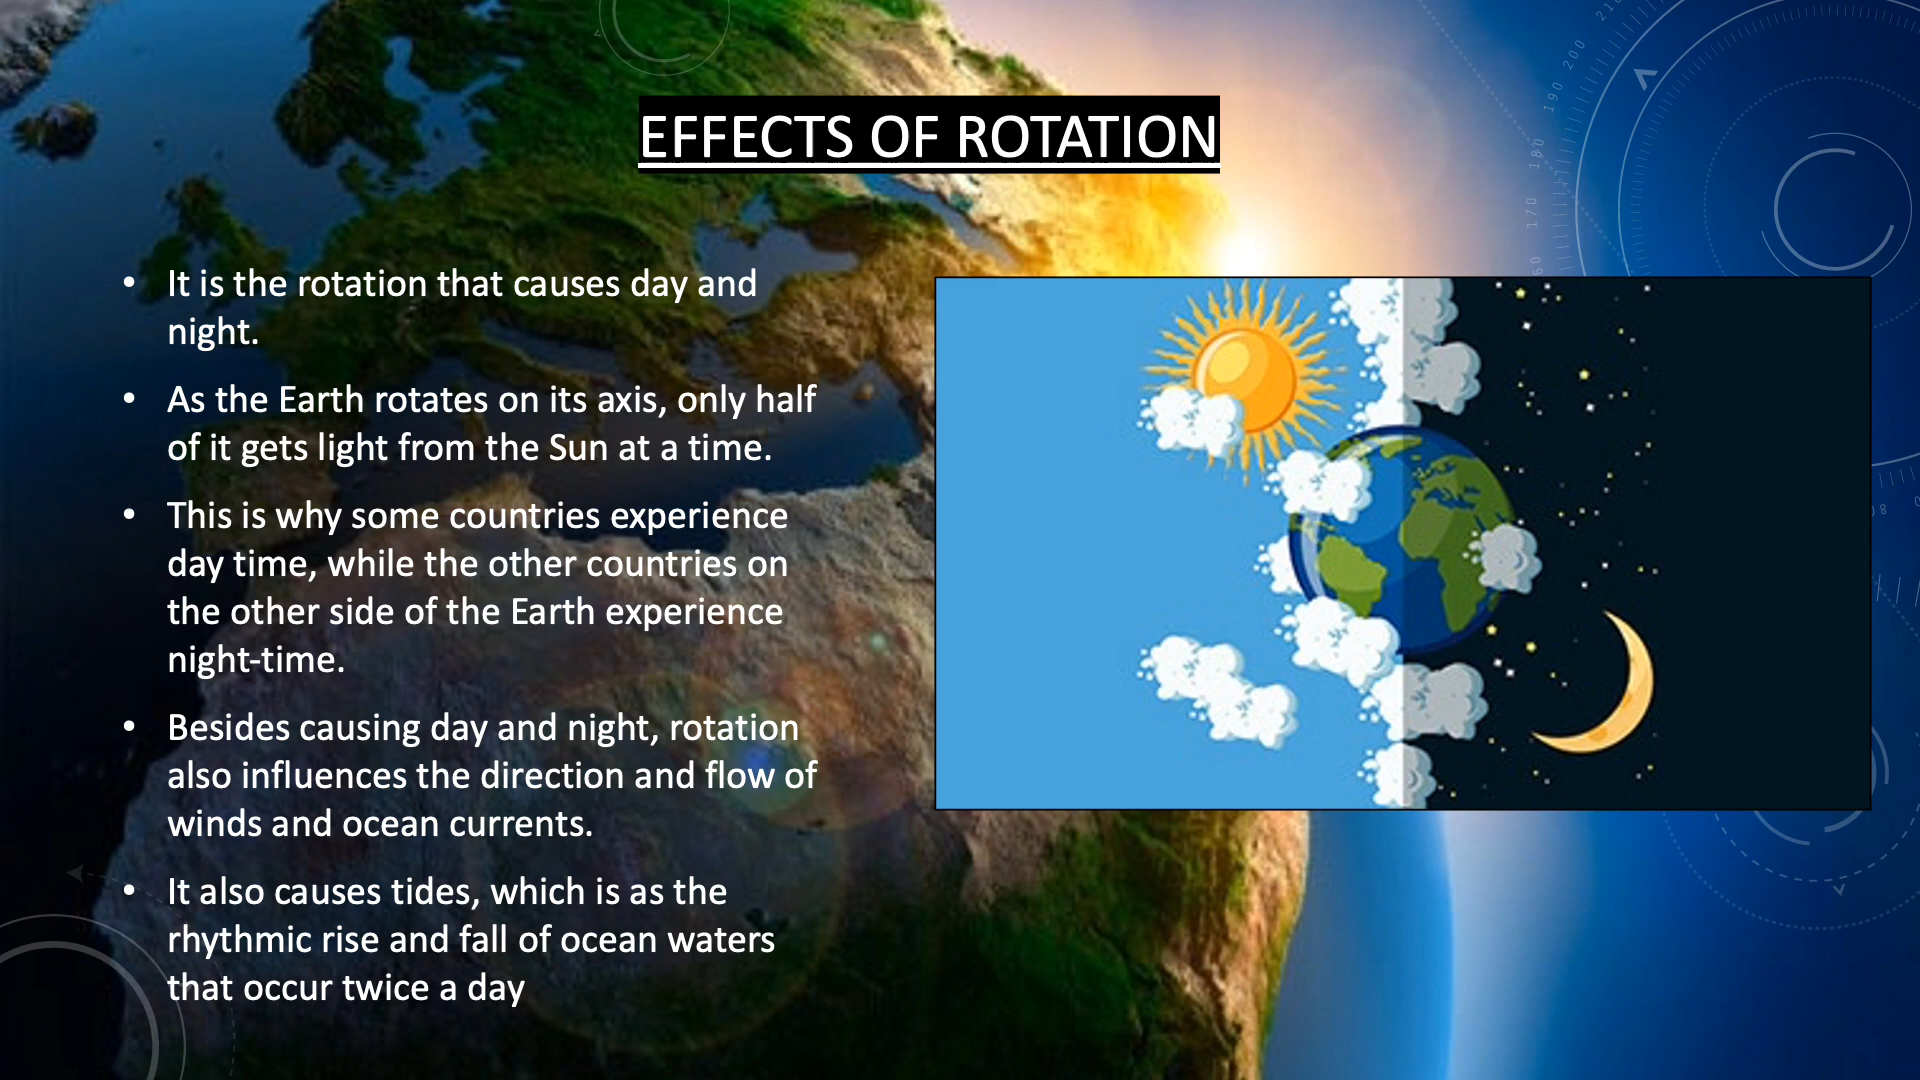 EFFECTS OF ROTATION
• It is the rotation that causes day and
night.
• As the Earth rotates on its axis, only half
of it gets light from the Sun at a time.
• This is why some countries experience
day time, while the other countries on
the other side of the Earth experience
night-time.
• Besides causing day and night, rotation
also influences the direction and flow of
winds and ocean currents.
• It also causes tides, which is as the
rhythmic rise and fall of ocean waters
that occur twice a day
200
190
180
170